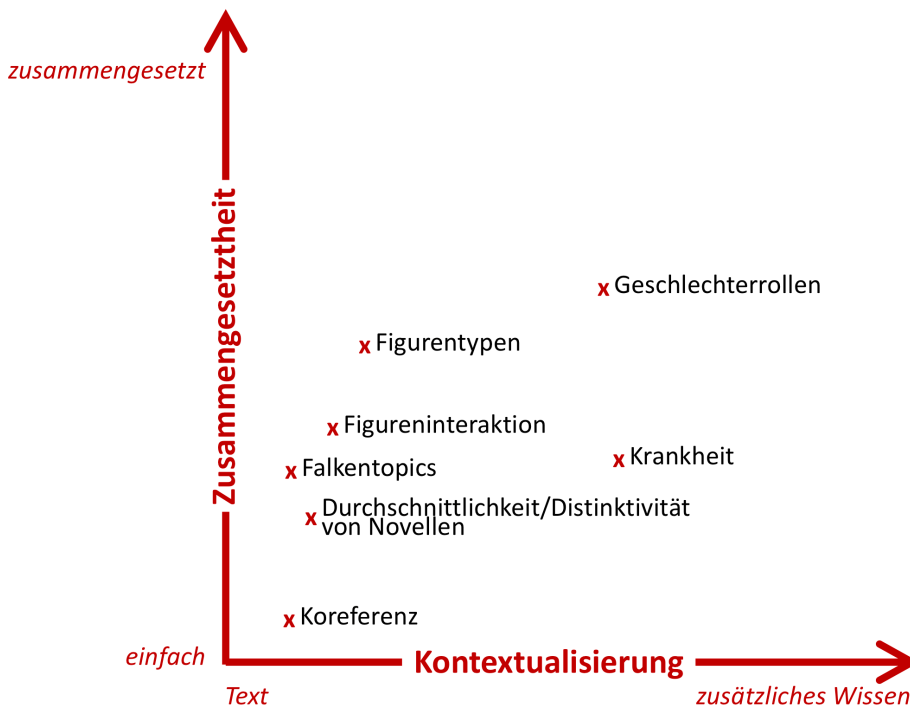 zusammengesetzt
Zusammengesetztheit
x Geschlechterrollen
x Figurentypen
x Figureninteraktion
x Krankheit
x Falkentopics
x Durchschnittlichkeit/Distinktivität
von Novellen
x Koreferenz
einfach
Kontextualisierung
Text
zusätzliches Wissen